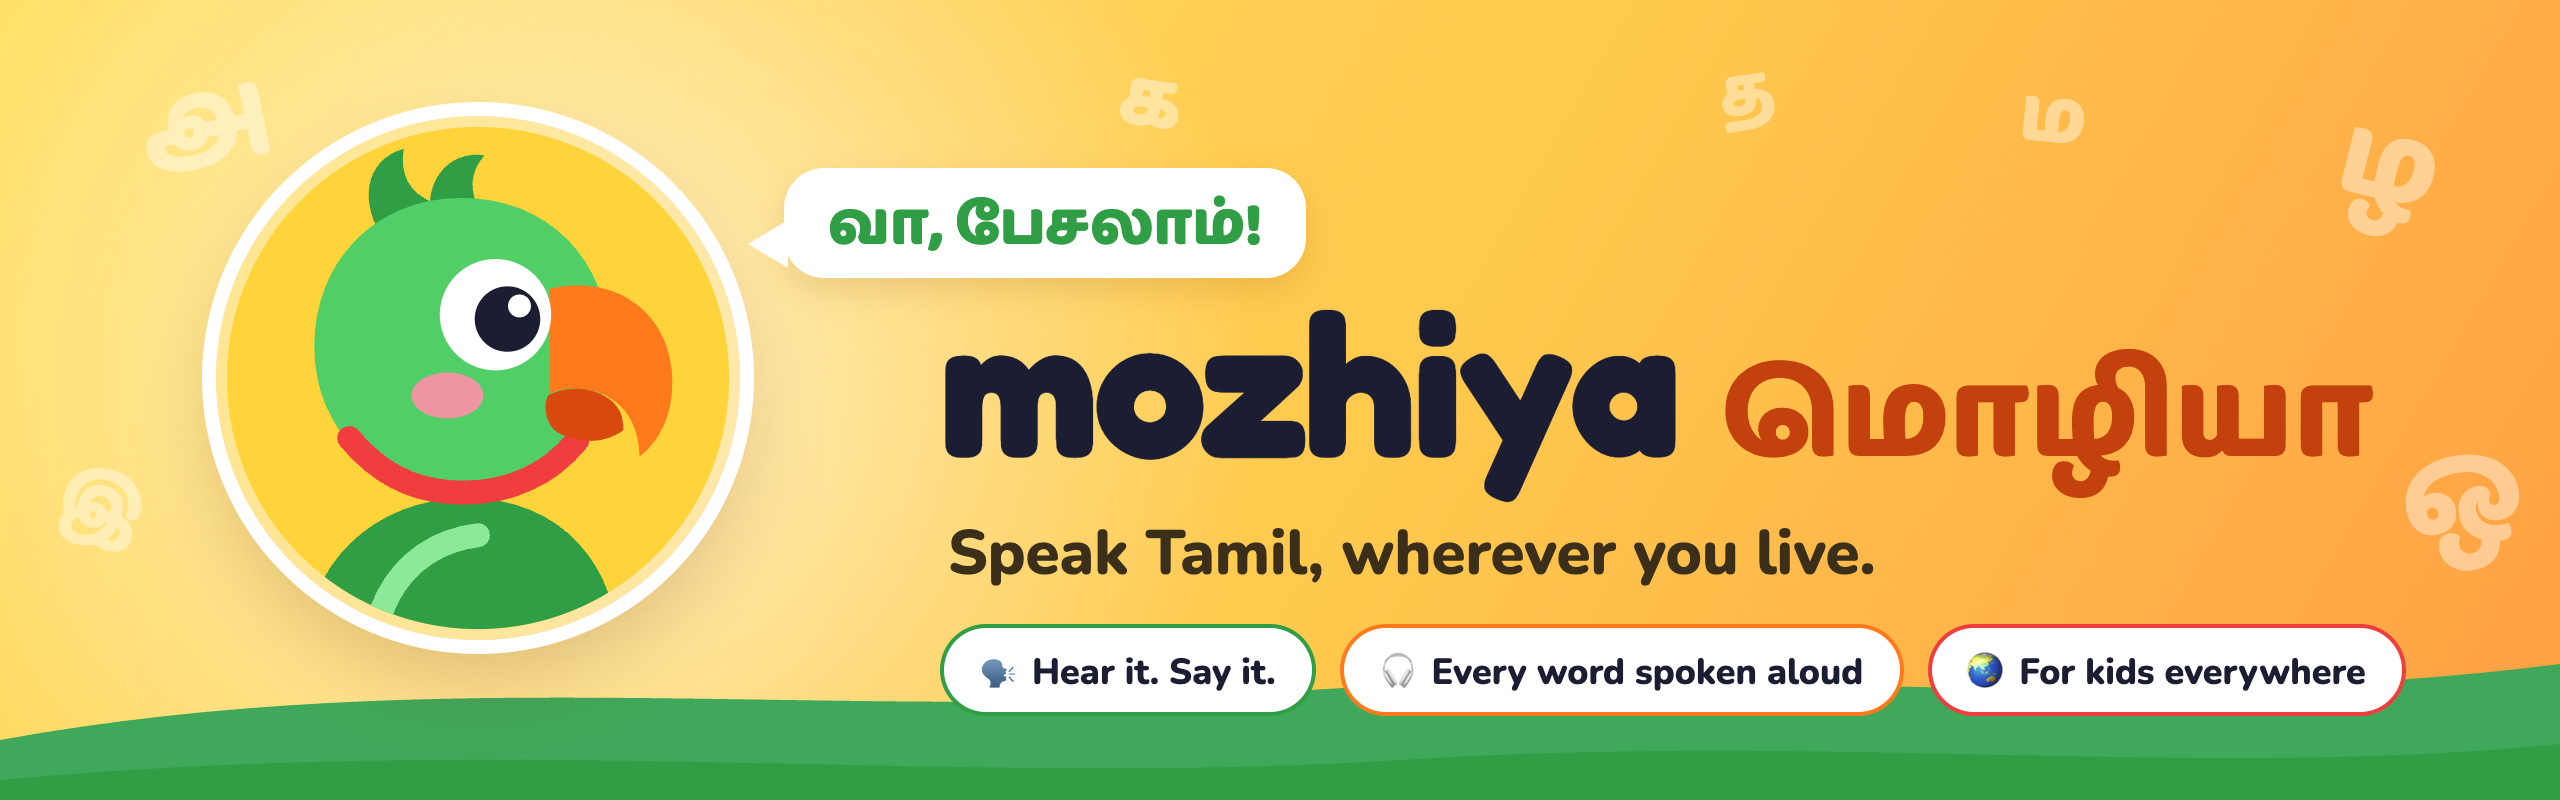 அ
க
த
ம
ழ
வா, பேசலாம்!
mozhiya மொழியா
இ
ஒ
Speak Tamil, wherever you live.
Hear it. Say it.
Every word spoken aloud
For kids everywhere